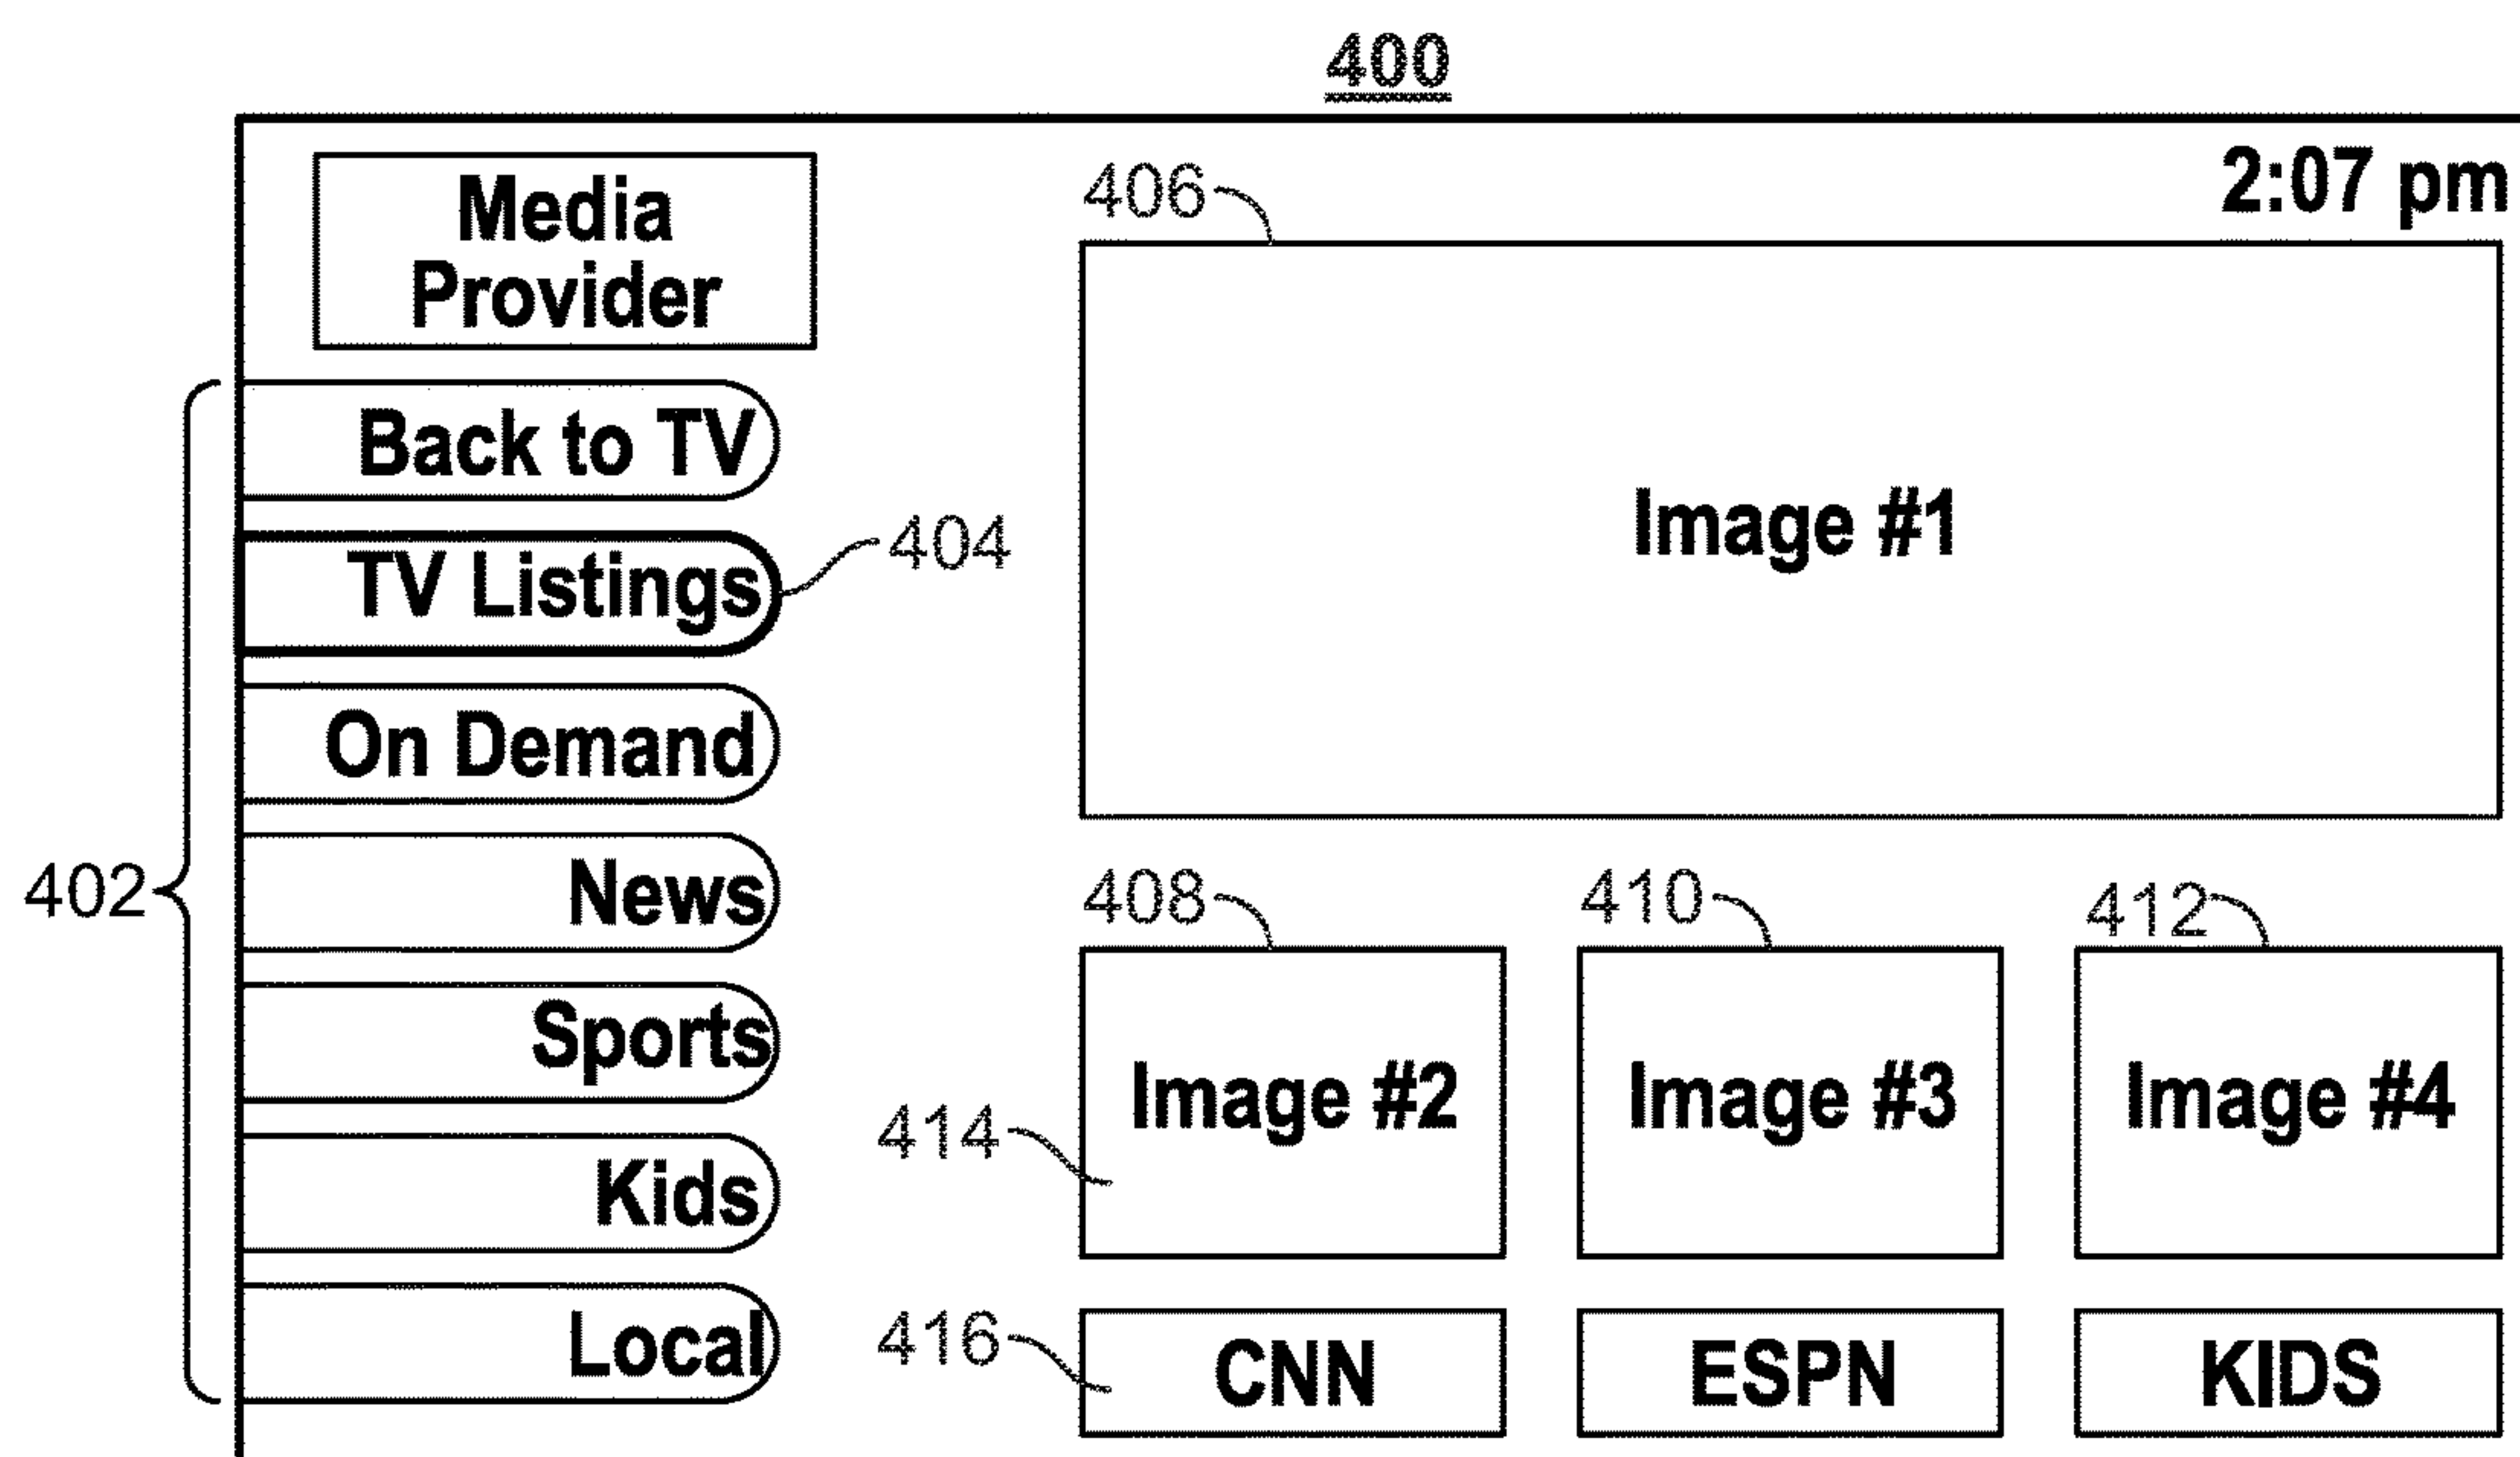 400
2:07 pm
Media
Provider
406
Back to TV
Image #1
TV Listings
404
On Demand
402
News
408
410
412
Sports
Image #2
Image #3
Image #4
414
Kids
Local
416
CNN
ESPN
KIDS